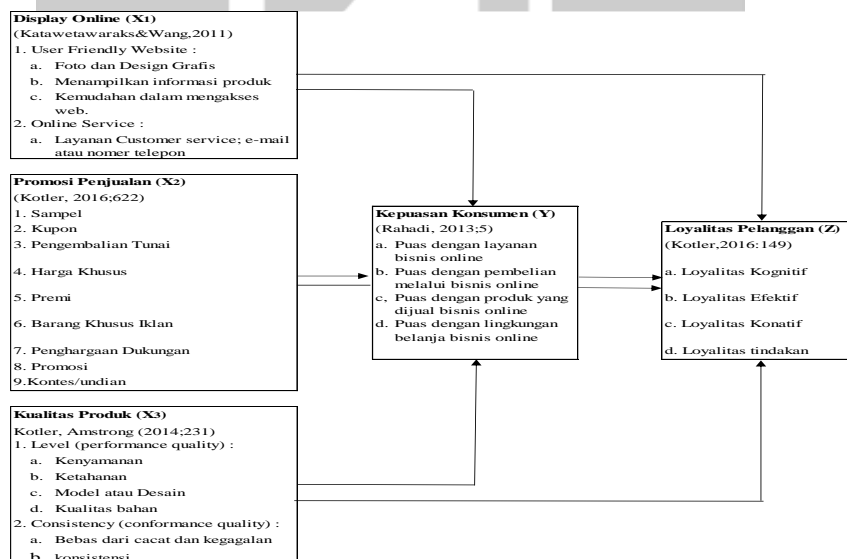 Display Online (X1)
(Katawetawaraks&Wang,2011)
1. User Friendly Website :
a. Foto dan Design Grafis
b. Menampilkan informasi produk
c. Kemudahan dalam mengakses
web.
2. Online Service :
a. Layanan Customer service; e-mail
atau nomer telepon
Promosi Penjualan (X2)
(Kotler, 2016;622)
1. Sampel
2. Kupon
3. Pengembalian Tunai
4. Harga Khusus
5. Premi
6. Barang Khusus Iklan
7. Penghargaan Dukungan
8. Promosi
9.Kontes/undian
Kualitas Produk (X3)
Kotler, Amstrong (2014;231)
1. Level (performance quality) :
a. Kenyamanan
b. Ketahanan
c. Model atau Desain
d. Kualitas bahan
2. Consistency (conformance quality) :
a. Bebas dari cacat dan kegagalan
b. konsistensi
Kepuasan Konsumen (Y)
(Rahadi, 2013;5)
a. Puas dengan layanan
bisnis online
b. Puas dengan pembelian
melalui bisnis online
c, Puas dengan produk yang
dijual bisnis online
d. Puas dengan lingkungan
belanja bisnis online
Loyalitas Pelanggan (Z)
(Kotler,2016:149)
a. Loyalitas Kognitif
b. Loyalitas Efektif
c. Loyalitas Konatif
d. Loyalitas tindakan